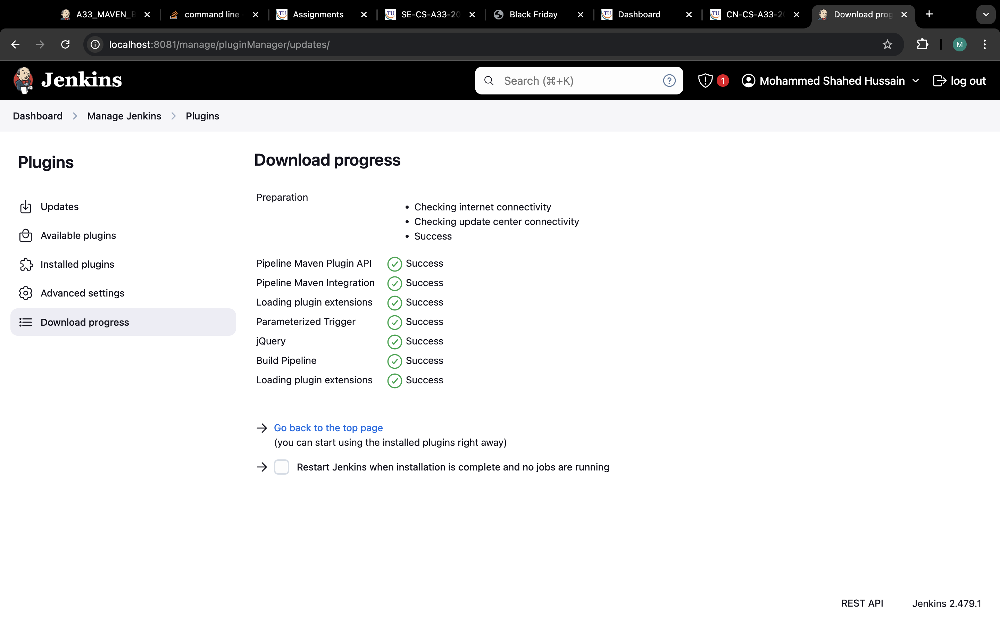 A33_MAVEN_B
command line
Assignments
SE-CS-A33-20
Black Friday
Dashboard
CN-CS-A33-20
Download prog
localhost:8081/manage/pluginManager/updates/
M
Jenkins
Search (⌘+K)
1
Mohammed Shahed Hussain
log out
Dashboard
Manage Jenkins
Plugins
Plugins
Updates
Available plugins
Installed plugins
Advanced settings
Download progress
Download progress
Preparation
Checking internet connectivity
Checking update center connectivity
Success
Pipeline Maven Plugin API Success
Pipeline Maven Integration Success
Loading plugin extensions Success
Parameterized Trigger Success
jQuery Success
Build Pipeline Success
Loading plugin extensions Success
Go back to the top page
(you can start using the installed plugins right away)
Restart Jenkins when installation is complete and no jobs are running
REST API
Jenkins 2.479.1